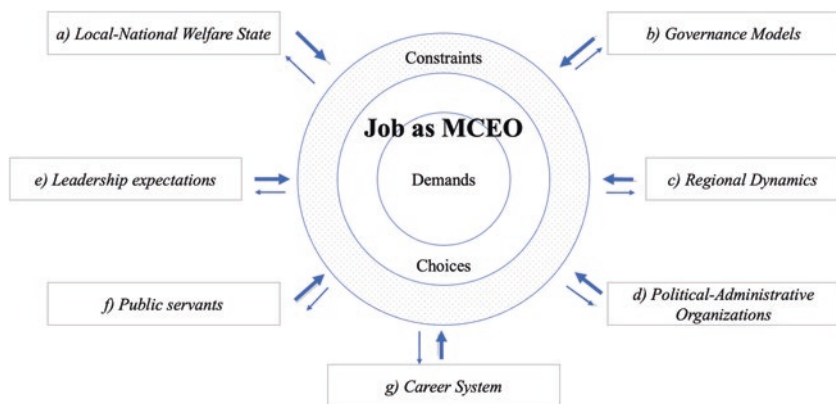 a) Local-National Welfare State
b) Governance Models
Constraints
Job as MCEO
e) Leadership expectations
Demands
c) Regional Dynamics
Choices
f) Public servants
d) Political-Administrative
Organizations
g) Career System